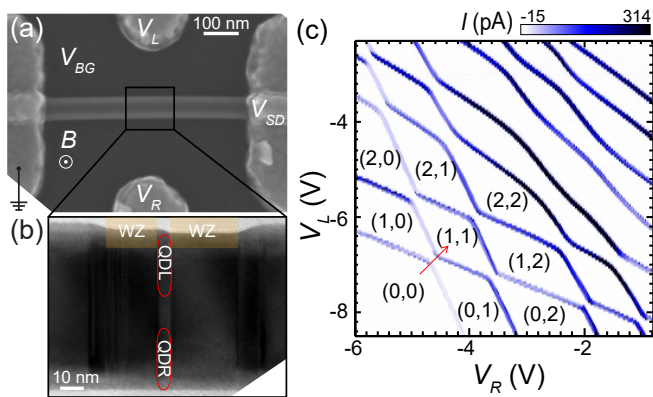 (a)
V_L
100 nm
V_BG
V_SD
B
V_R
(b)
WZ
WZ
QDL
QDR
10 nm
(c)
I (pA)
-15
314
-4
-6
-8
V_L (V)
(2,0)
(2,1)
(2,2)
(1,0)
(1,1)
(1,2)
(0,0)
(0,1)
(0,2)
-6
-4
-2
V_R (V)